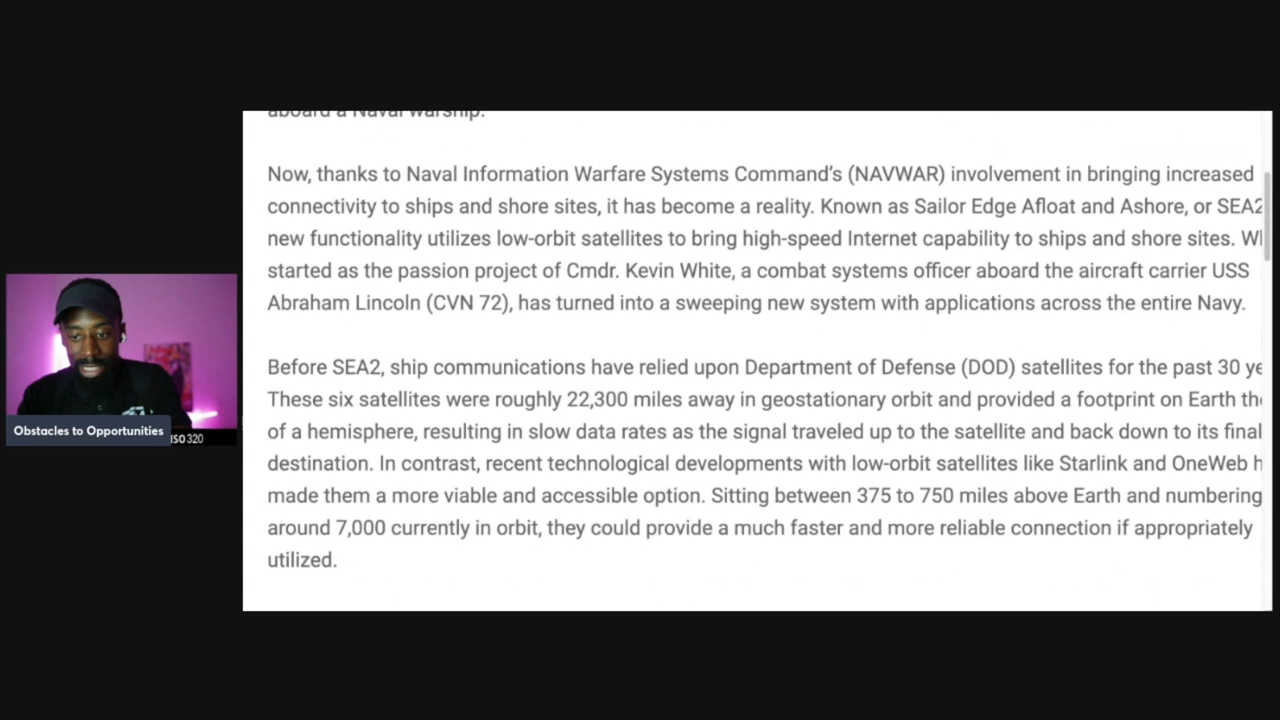 aboard a Naval warship.
Now, thanks to Naval Information Warfare Systems Command's (NAVWAR) involvement in bringing increased
connectivity to ships and shore sites, it has become a reality. Known as Sailor Edge Afloat and Ashore, or SEA2
new functionality utilizes low-orbit satellites to bring high-speed Internet capability to ships and shore sites.
started as the passion project of Cmdr. Kevin White, a combat systems officer aboard the aircraft carrier USS
Abraham Lincoln (CVN 72), has turned into a sweeping new system with applications across the entire Navy.
Before SEA2, ship communications have relied upon Department of Defense (DOD) satellites for the past 30 ye
These six satellites were roughly 22,300 miles away in geostationary orbit and provided a footprint on Earth
of a hemisphere, resulting in slow data rates as the signal traveled up to the satellite and back down to its final
destination. In contrast, recent technological developments with low-orbit satellites like Starlink and OneWeb h
made them a more viable and accessible option. Sitting between 375 to 750 miles above Earth and numbering
around 7,000 currently in orbit, they could provide a much faster and more reliable connection if appropriately
utilized.
Obstacles to Opportunities
ISO 320